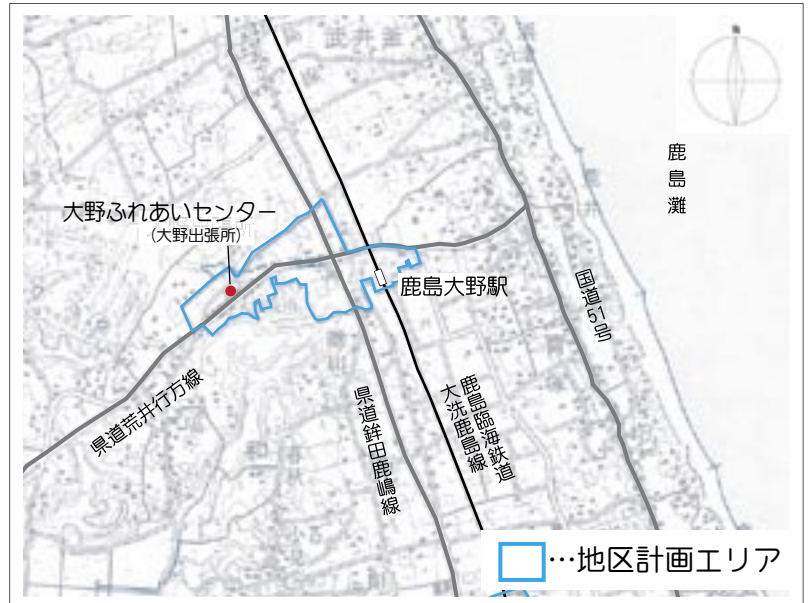 武井釜
鹿島灘
大野ふれあいセンター
(大野出張所)
鹿島大野駅
国道51号
県道荒井行方線
県道鉾田鹿嶋線
鹿島臨海鉄道
大洗鹿島線
…地区計画エリア